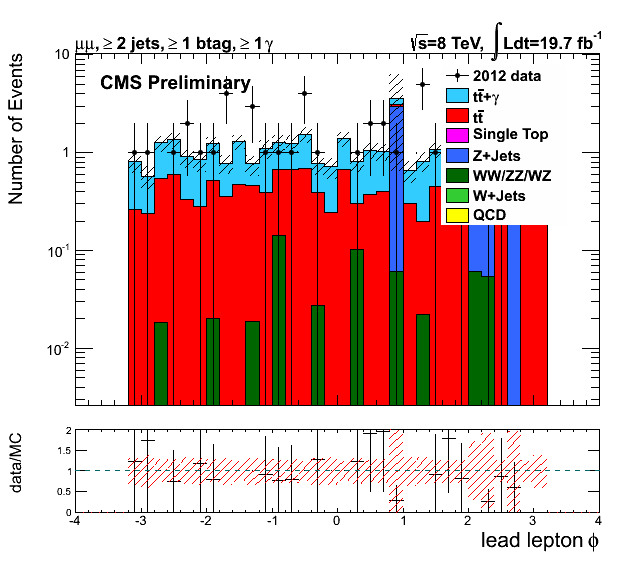 μμ, ≥ 2 jets, ≥ 1 btag, ≥ 1 γ
√s=8 TeV, ∫Ldt=19.7 fb⁻¹
Number of Events
10
1
10⁻¹
10⁻²
CMS Preliminary
2012 data
tt̄+γ
tt̄
Single Top
Z+Jets
WW/ZZ/WZ
W+Jets
QCD
data/MC
2
1.5
1
0.5
0
-4 -3 -2 -1 0 1 2 3 4
lead lepton ϕ